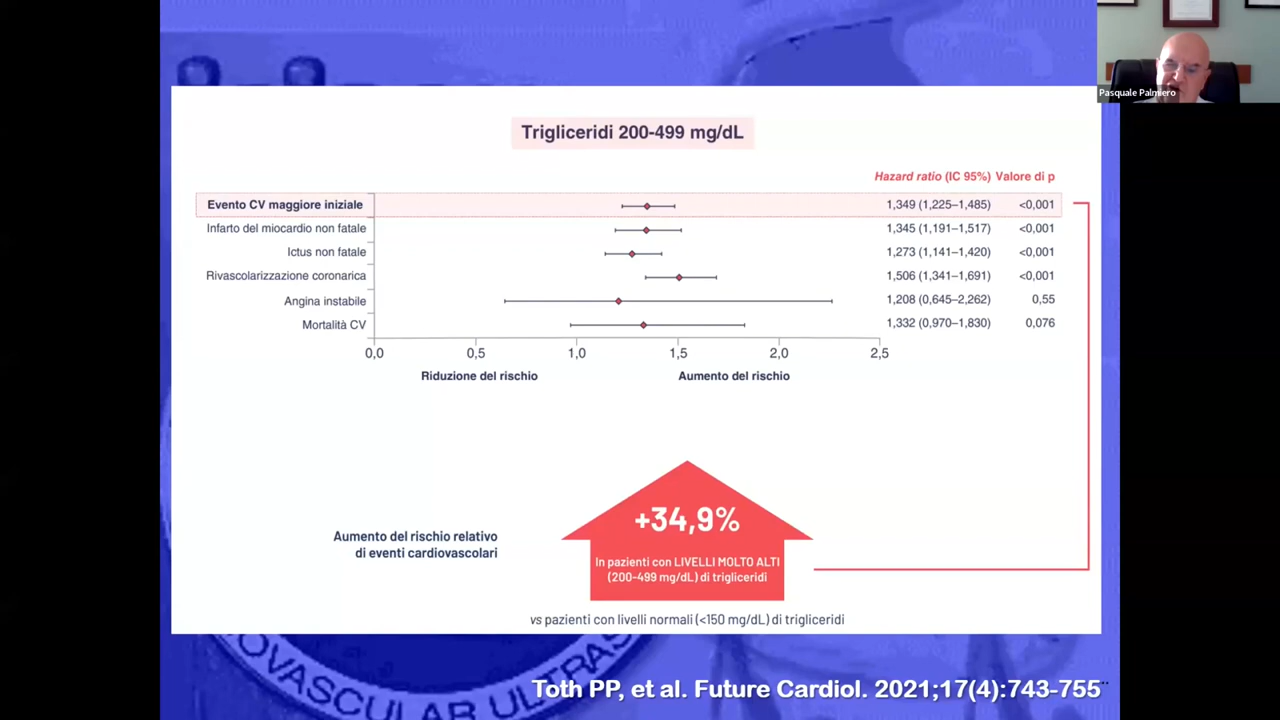 Pasquale Palmiero
Trigliceridi 200-499 mg/dL
Hazard ratio (IC 95%) Valore di p
Evento CV maggiore iniziale 1,349 (1,225–1,485) <0,001
Infarto del miocardio non fatale 1,345 (1,191–1,517) <0,001
Ictus non fatale 1,273 (1,141–1,420) <0,001
Rivascolarizzazione coronarica 1,506 (1,341–1,691) <0,001
Angina instabile 1,208 (0,645–2,262) 0,55
Mortalità CV 1,332 (0,970–1,830) 0,076
0,0 0,5 1,0 1,5 2,0 2,5
Riduzione del rischio Aumento del rischio
+34,9%
Aumento del rischio relativo
di eventi cardiovascolari
In pazienti con LIVELLI MOLTO ALTI
(200-499 mg/dL) di trigliceridi
vs pazienti con livelli normali (<150 mg/dL) di trigliceridi
OVASCULAR ULTRAS
Toth PP, et al. Future Cardiol. 2021;17(4):743-755